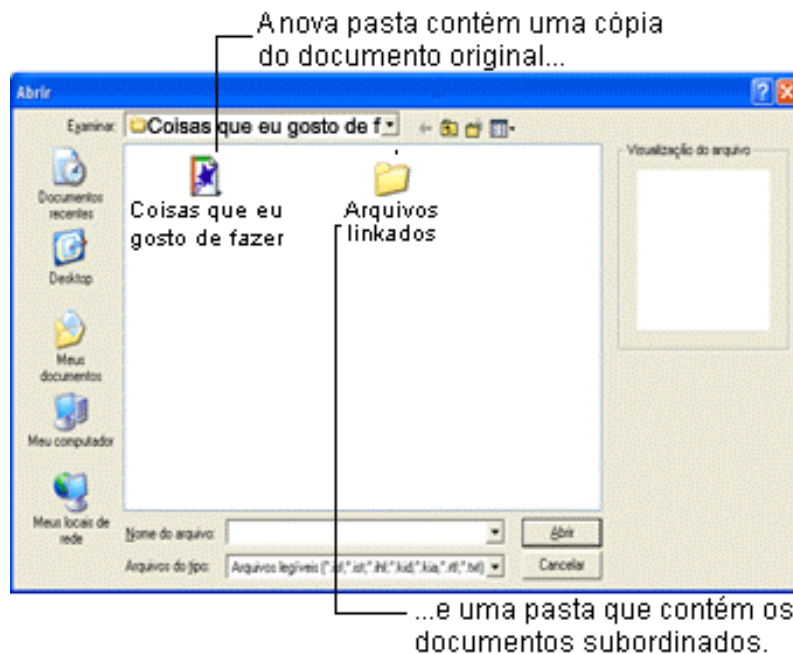 A nova pasta contém uma cópia
do documento original...
Abrir
Examinar:
Coisas que eu gosto de f
Visualização do arquivo
Documentos
recentes
Coisas que eu
gosto de fazer
Arquivos
linkados
Desktop
Meus
documentos
Meu computador
Meus locais de
rede
Nome do arquivo:
Abrir
Arquivos do tipo:
Arquivos legíveis
Cancelar
...e uma pasta que contém os
documentos subordinados.